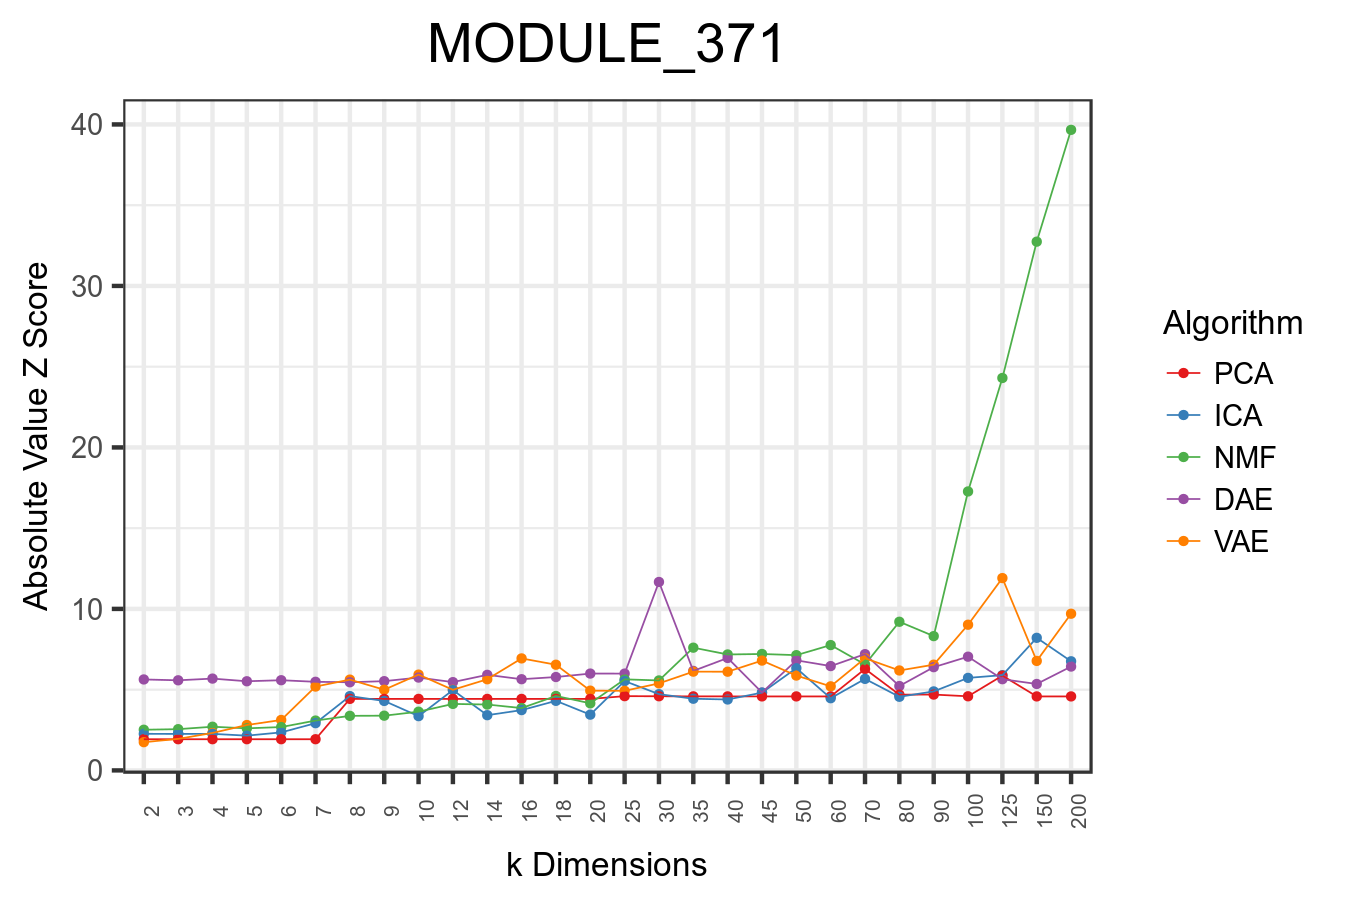 MODULE_371
Absolute Value Z Score
40
30
20
10
0
2 3 4 5 6 7 8 9 10 12 14 16 18 20 25 30 35 40 45 50 60 70 80 90 100 125 150 200
k Dimensions
Algorithm
PCA
ICA
NMF
DAE
VAE